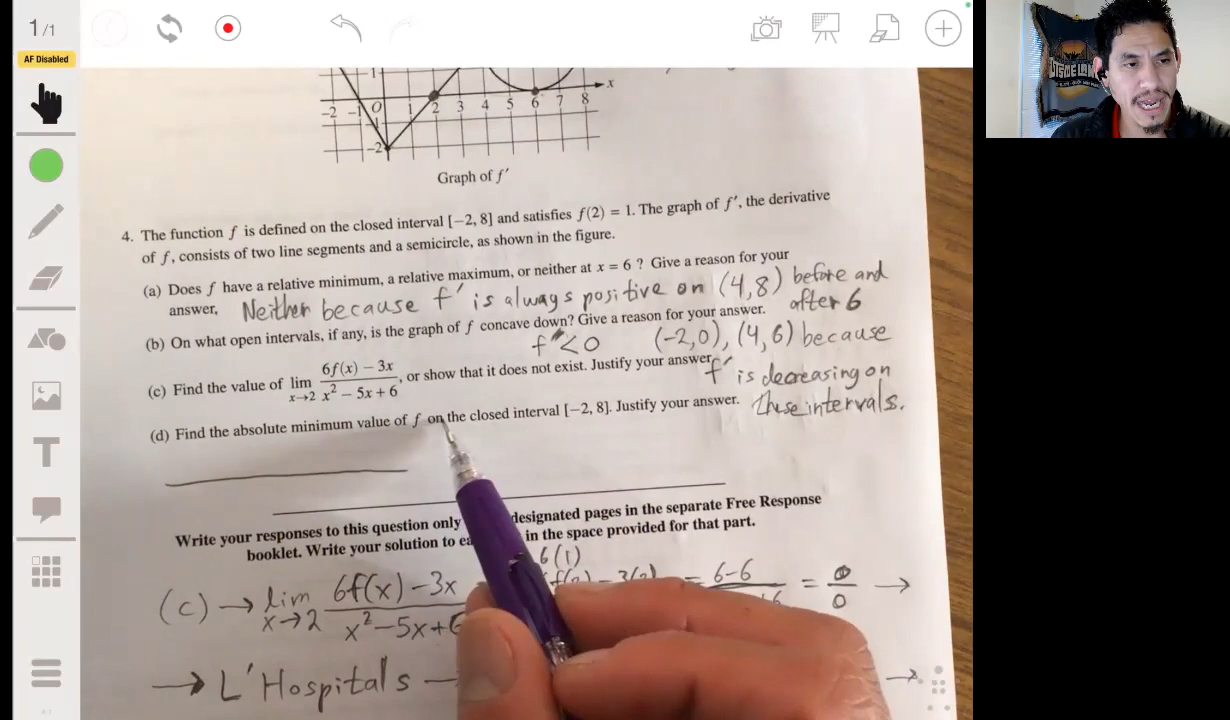 1/1
AF Disabled
1
-2 -1 O 1 2 3 4 5 6 7 8 x
-1
-2
Graph of f′
4. The function f is defined on the closed interval [−2, 8] and satisfies f(2) = 1. The graph of f′, the derivative
of f, consists of two line segments and a semicircle, as shown in the figure.
(a) Does f have a relative minimum, a relative maximum, or neither at x = 6 ? Give a reason for your
answer. Neither because f′ is always positive on (4,8) before and
after 6
(b) On what open intervals, if any, is the graph of f concave down? Give a reason for your answer.
f″<0 (-2,0), (4,6) because
f′ is decreasing on
these intervals.
(c) Find the value of lim x→2 6f(x) − 3x / x² − 5x + 6, or show that it does not exist. Justify your answer.
(d) Find the absolute minimum value of f on the closed interval [−2, 8]. Justify your answer.
Write your responses to this question only designated pages in the separate Free Response
booklet. Write your solution to in the space provided for that part.
6(1)
(c) → lim x→2 6f(x) - 3x / x² - 5x + 6 = 6-6 = 0/0 →
→ L'Hospitals →
T